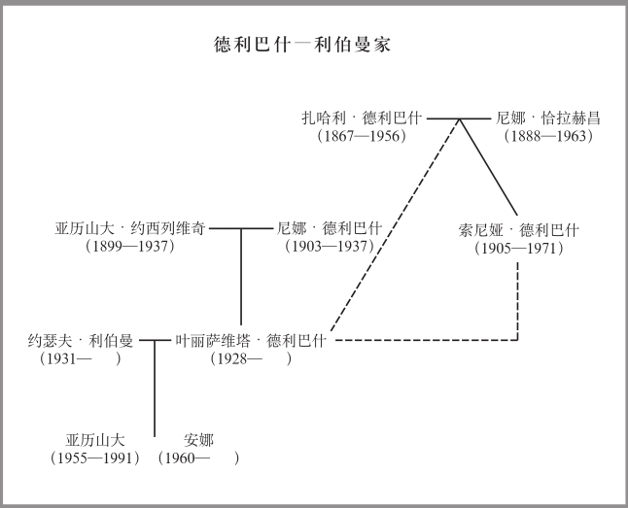 德利巴什—利伯曼家
扎哈利·德利巴什 尼娜·恰拉赫昌
（1867—1956） （1888—1963）
亚历山大·约西列维奇 尼娜·德利巴什 索尼娅·德利巴什
（1899—1937） （1903—1937） （1905—1971）
约瑟夫·利伯曼 叶丽萨维塔·德利巴什
（1931— ） （1928— ）
亚历山大 安娜
（1955—1991） （1960— ）